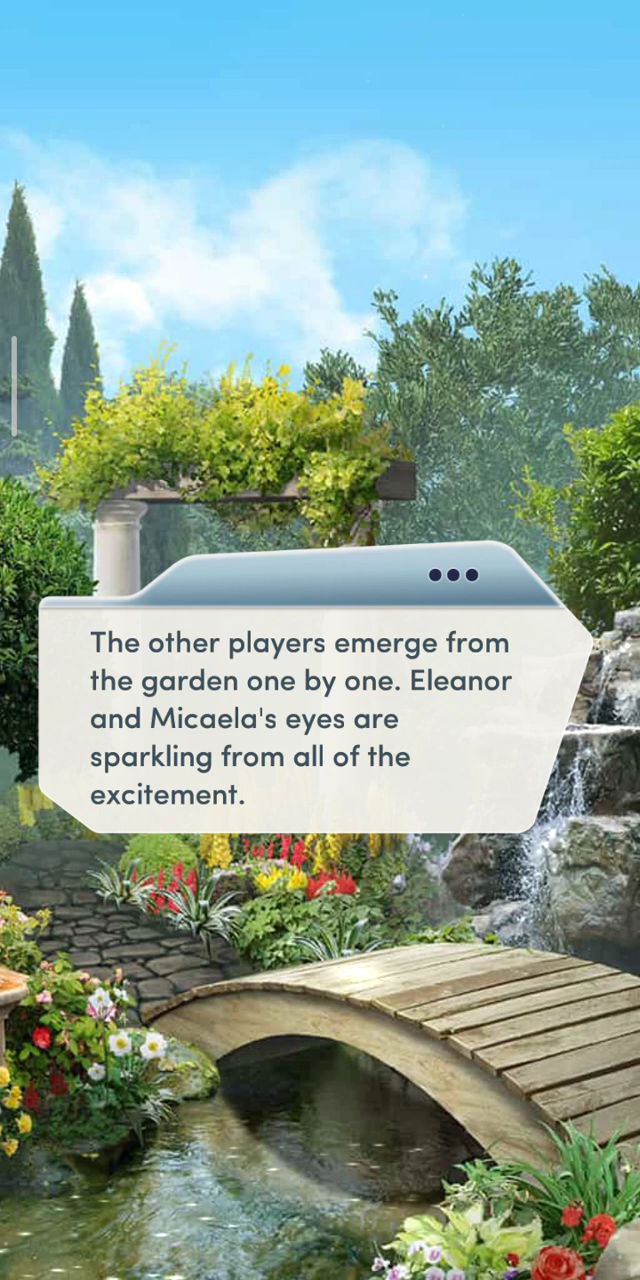 The other players emerge from
the garden one by one. Eleanor
and Micaela's eyes are
sparkling from all of the
excitement.